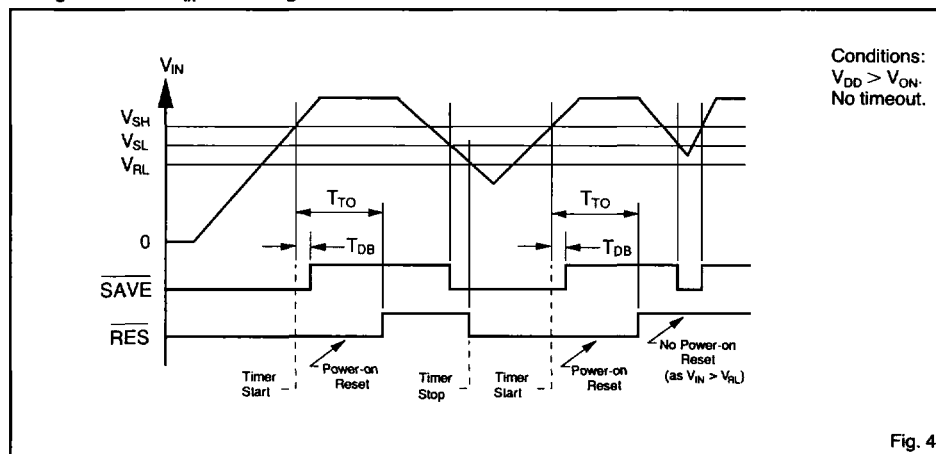 V_IN
Conditions:
V_DD > V_ON.
No timeout.
V_SH
V_SL
V_RL
T_TO
T_TO
0
T_DB
T_DB
SAVE
RES
Timer
Start
Power-on
Reset
Timer
Stop
Timer
Start
Power-on
Reset
No Power-on
Reset
(as V_IN > V_RL)
Fig. 4